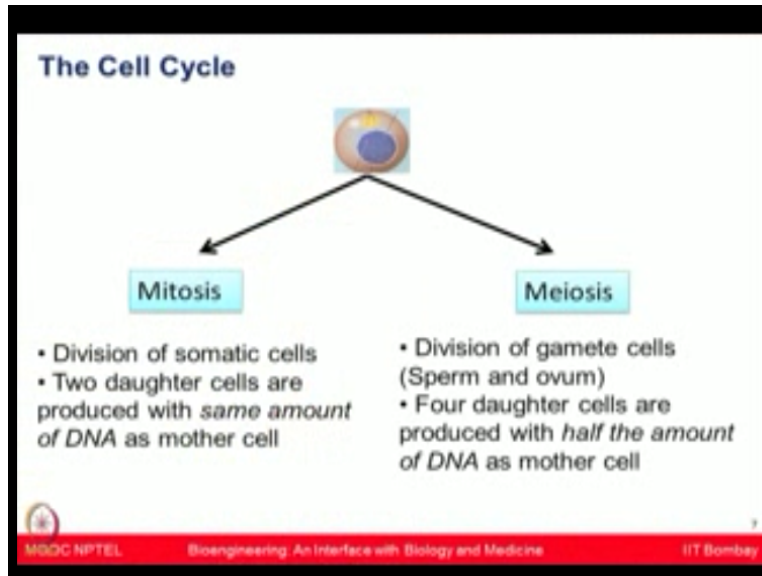 The Cell Cycle
Mitosis
Meiosis
• Division of somatic cells
• Two daughter cells are
produced with same amount
of DNA as mother cell
• Division of gamete cells
(Sperm and ovum)
• Four daughter cells are
produced with half the amount
of DNA as mother cell
7
MOOC NPTEL
Bioengineering: An Interface with Biology and Medicine
IIT Bombay